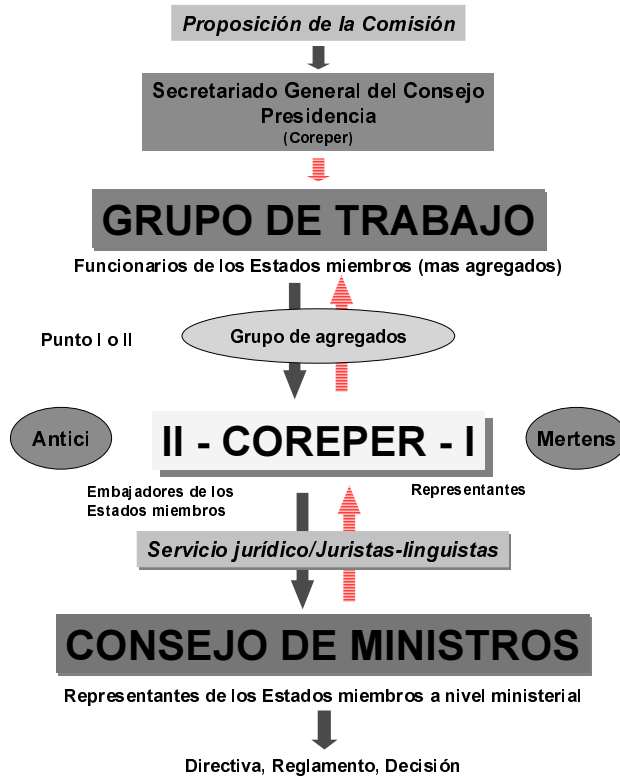 Proposición de la Comisión
Secretariado General del Consejo
Presidencia
(Coreper)
GRUPO DE TRABAJO
Funcionarios de los Estados miembros (mas agregados)
Grupo de agregados
Punto I o II
Antici
II - COREPER - I
Mertens
Embajadores de los
Estados miembros
Representantes
Servicio jurídico/Juristas-linguistas
CONSEJO DE MINISTROS
Representantes de los Estados miembros a nivel ministerial
Directiva, Reglamento, Decisión